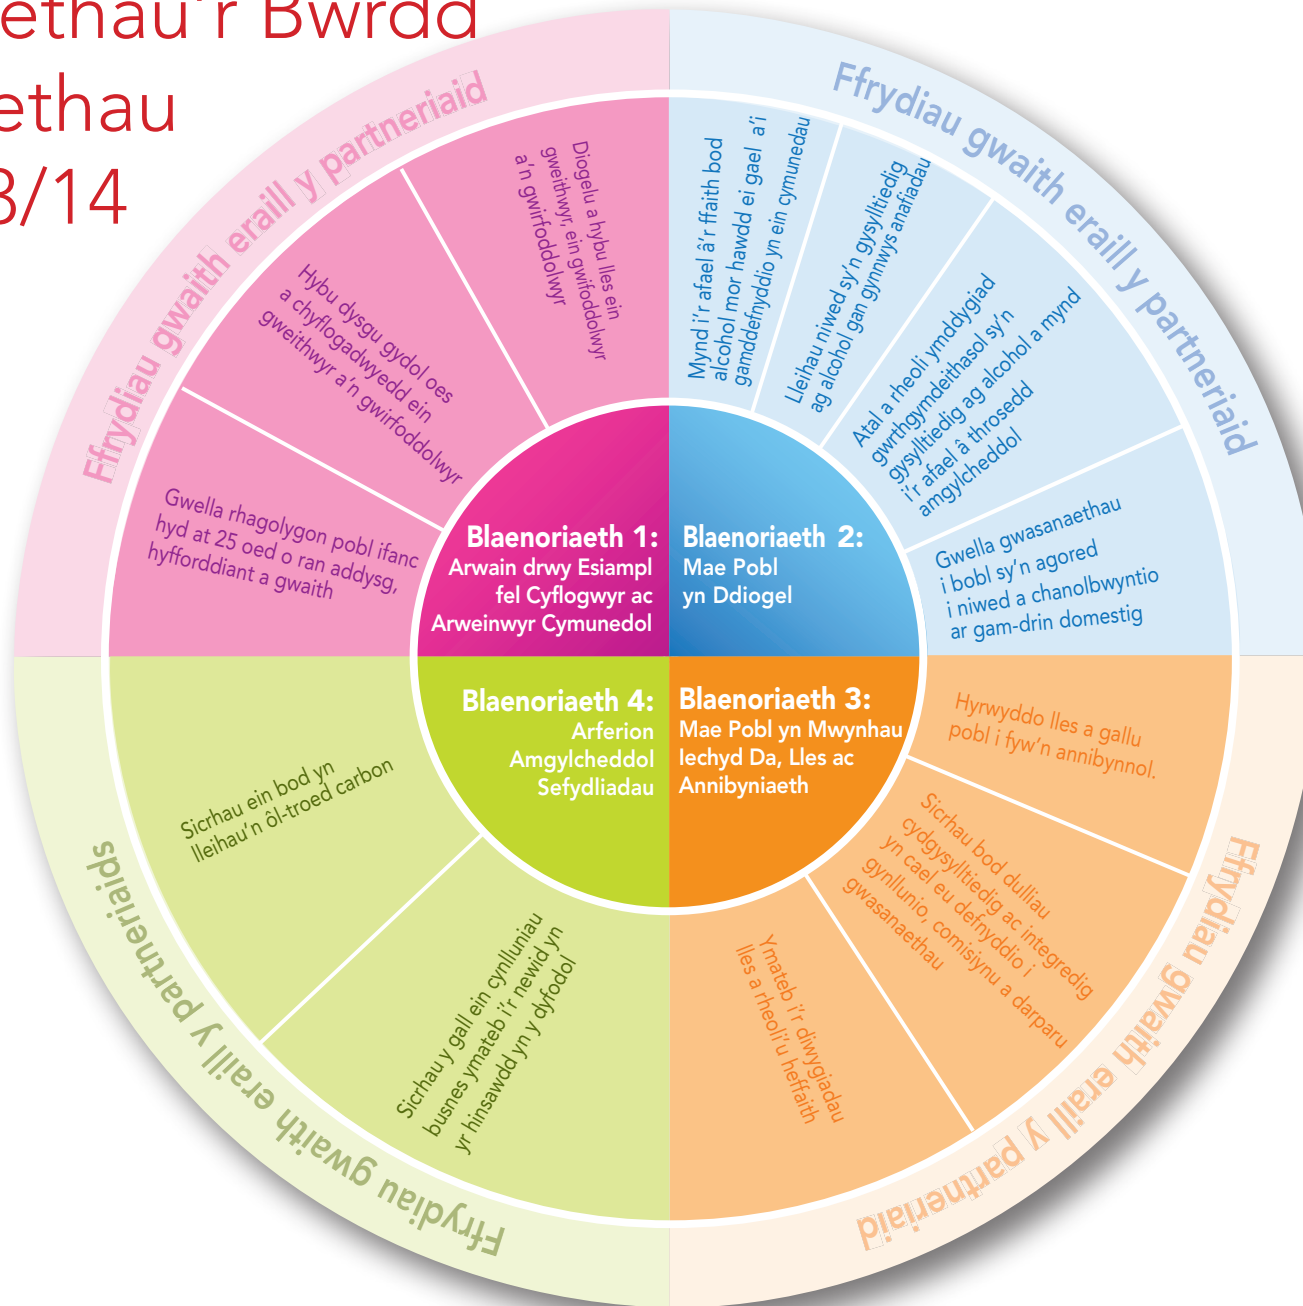 ethau'r Bwrdd
ethau
3/14
Ffrydiau gwaith eraill y partneriaid
Gwella rhagolygon pobl ifanc
hyd at 25 oed o ran addysg,
hyfforddiant a gwaith
Hybu dysgu gydol oes
a chyflogadwyedd ein
gweithwyr a'n gwirfoddolwyr
Diogelu a hybu lles ein
gweithwyr, ein gwifoddolwyr
a'n gwirfoddolwyr
Blaenoriaeth 1:
Arwain drwy Esiampl
fel Cyflogwyr ac
Arweinwyr Cymunedol
Ffrydiau gwaith eraill y partneriaid
Mynd i'r afael â'r ffaith bod
alcohol mor hawdd ei gael a'i
gamddefnyddio yn ein cymunedau
Lleihau niwed sy'n gysylltiedig
ag alcohol gan gynnwys anafiadau
Atal a rheoli ymddygiad
gwrthgymdeithasol sy'n
gysylltiedig ag alcohol a mynd
i'r afael â throsedd
amgylcheddol
Gwella gwasanaethau
i bobl sy'n agored
i niwed a chanolbwyntio
ar gam-drin domestig
Blaenoriaeth 2:
Mae Pobl
yn Ddiogel
Blaenoriaeth 3:
Mae Pobl yn Mwynhau
Iechyd Da, Lles ac
Annibyniaeth
Hyrwyddo lles a gallu
pobl i fyw'n annibynnol.
Sicrhau bod dulliau
cydgysylltiedig ac integredig
yn cael eu defnyddio i
gynllunio, comisiynu a darparu
gwasanaethau
Ymateb i'r diwygiadau
lles a rheoli'u heffaith
Ffrydiau gwaith eraill y partneriaid
Blaenoriaeth 4:
Arferion
Amgylcheddol
Sefydliadau
Sicrhau y gall ein cynlluniau
busnes ymateb i'r newid yn
yr hinsawdd yn y dyfodol
Sicrhau ein bod yn
lleihau'n ôl-troed carbon
Ffrydiau gwaith eraill y partneriaids